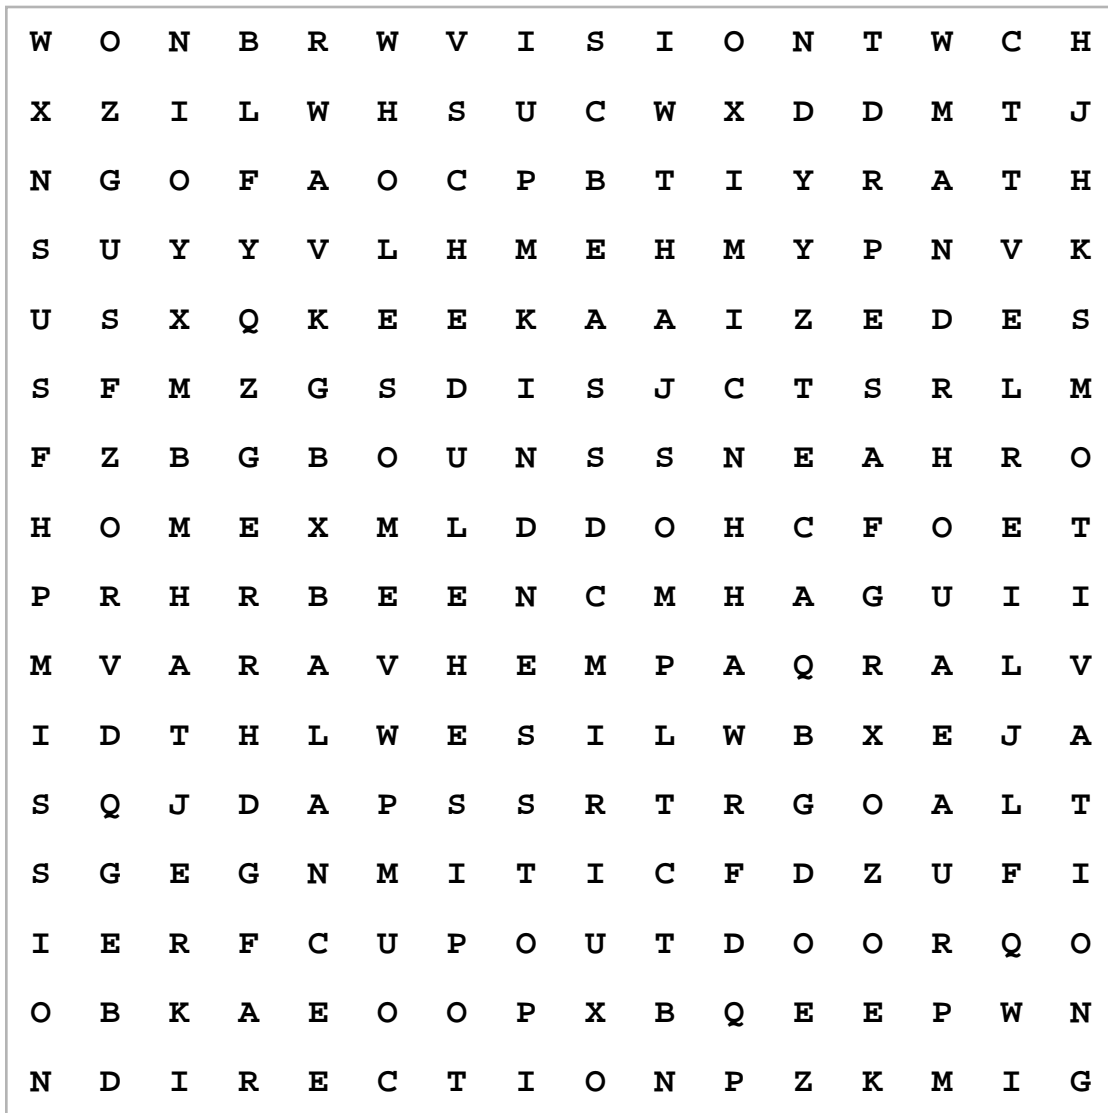 W O N B R W V I S I O N T W C H
X Z I L W H S U C W X D D M T J
N G O F A O C P B T I Y R A T H
S U Y Y V L H M E H M Y P N V K
U S X Q K E E K A A I Z E D E S
S F M Z G S D I S J C T S R L M
F Z B G B O U N S S N E A H R O
H O M E X M L D D O H C F O E T
P R H R B E E N C M H A G U I I
M V A R A V H E M P A Q R A L V
I D T H L W E S I L W B X E J A
S Q J D A P S S R T R G O A L T
S G E G N M I T I C F D Z U F I
I E R F C U P O U T D O O R Q O
O B K A E O O P X B Q E E P W N
N D I R E C T I O N P Z K M I G